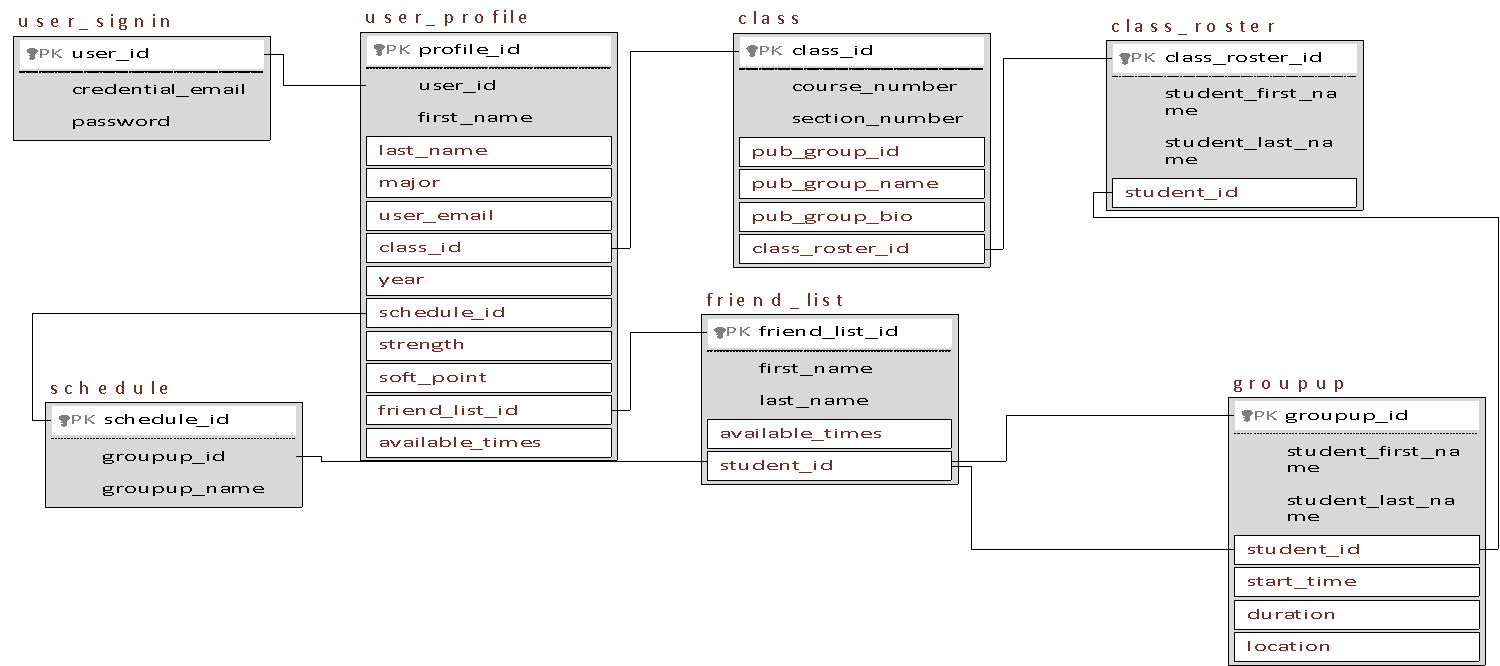 user_signin
PK user_id
credential_email
password
user_profile
PK profile_id
user_id
first_name
last_name
major
user_email
class_id
year
schedule_id
strength
soft_point
friend_list_id
available_times
class
PK class_id
course_number
section_number
pub_group_id
pub_group_name
pub_group_bio
class_roster_id
class_roster
PK class_roster_id
student_first_na
me
student_last_na
me
student_id
schedule
PK schedule_id
groupup_id
groupup_name
friend_list
PK friend_list_id
first_name
last_name
available_times
student_id
groupup
PK groupup_id
student_first_na
me
student_last_na
me
student_id
start_time
duration
location